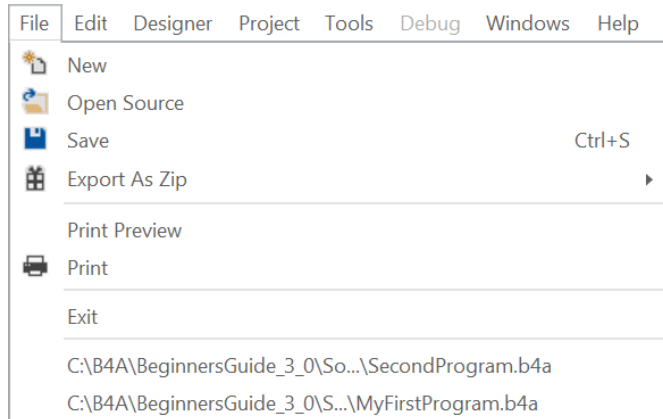 File Edit Designer Project Tools Debug Windows Help
New
Open Source
Save Ctrl+S
Export As Zip
Print Preview
Print
Exit
C:\B4A\BeginnersGuide_3_0\So...\SecondProgram.b4a
C:\B4A\BeginnersGuide_3_0\S...\MyFirstProgram.b4a